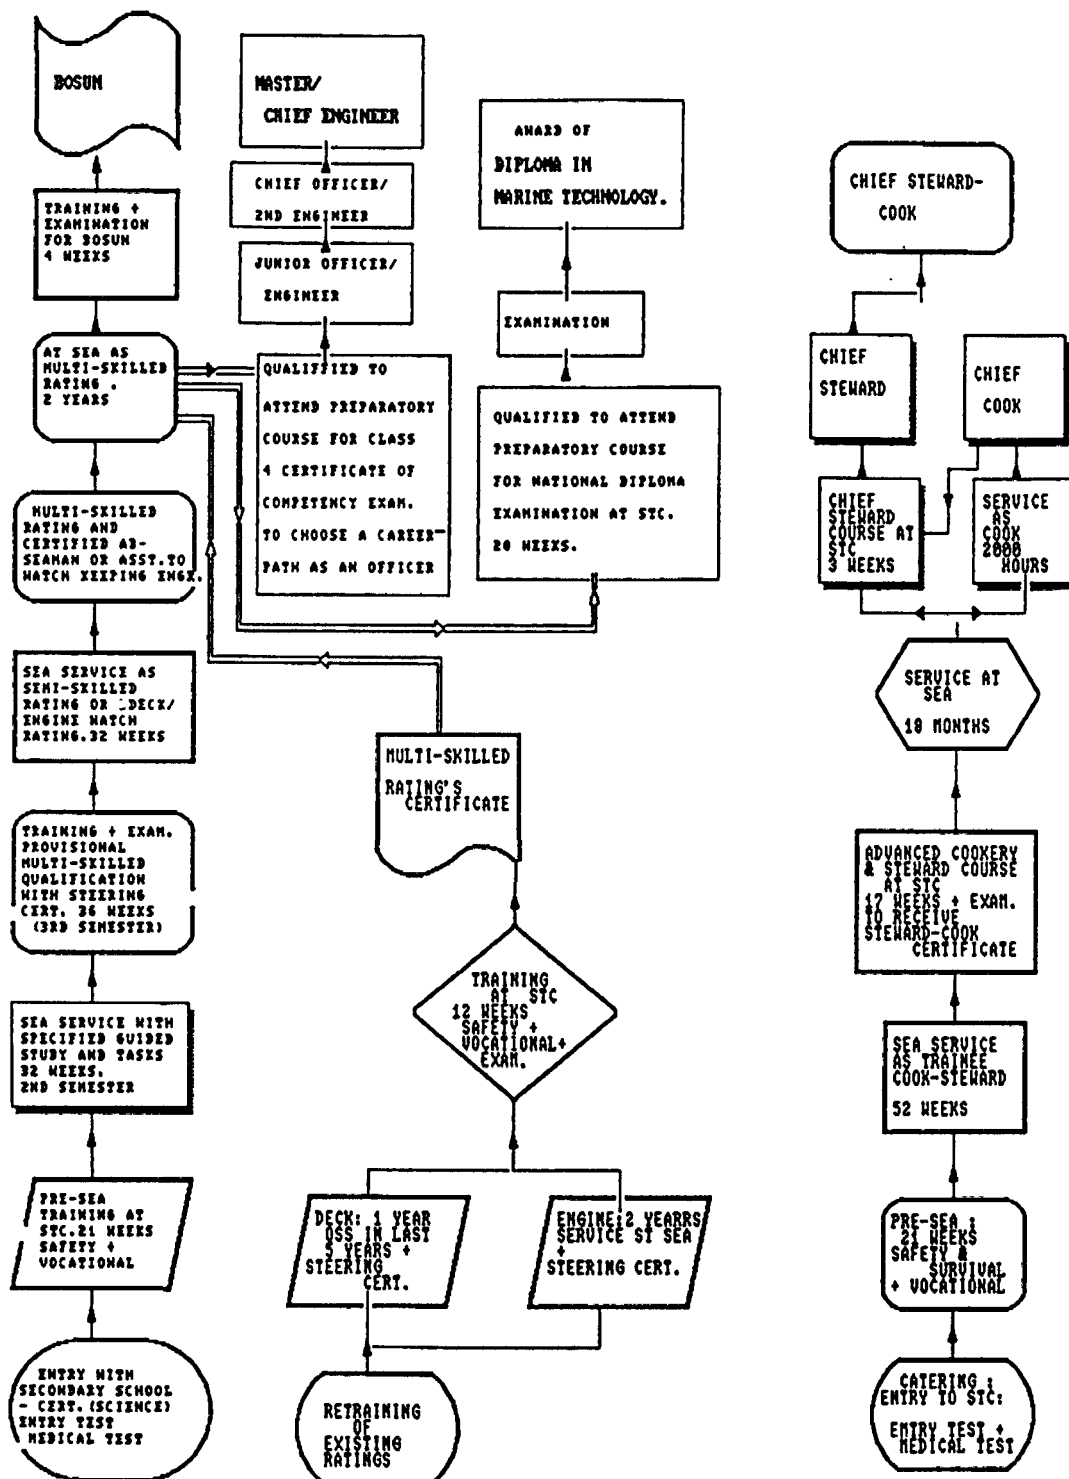 BOSUN
TRAINING +
EXAMINATION
FOR BOSUN
4 WEEKS
AT SEA AS
MULTI-SKILLED
RATING .
2 YEARS
MULTI-SKILLED
RATING AND
CERTIFIED AB-
SEAMAN OR ASST.TO
WATCH KEEPING ENGR.
SEA SERVICE AS
SEMI-SKILLED
RATING OR DECK/
ENGINE WATCH
RATING.32 WEEKS
TRAINING + EXAM.
PROVISIONAL
MULTI-SKILLED
QUALIFICATION
WITH STEERING
CERT. 36 WEEKS
(3RD SEMESTER)
SEA SERVICE WITH
SPECIFIED GUIDED
STUDY AND TASKS
32 WEEKS.
2ND SEMESTER
PRE-SEA
TRAINING AT
STC.21 WEEKS
SAFETY +
VOCATIONAL
ENTRY WITH
SECONDARY SCHOOL
- CERT.(SCIENCE)
ENTRY TEST
MEDICAL TEST
MASTER/
CHIEF ENGINEER
CHIEF OFFICER/
2ND ENGINEER
JUNIOR OFFICER/
ENGINEER
QUALIFFIED TO
ATTEND PREPARATORY
COURSE FOR CLASS
4 CERTIFICATE OF
COMPETENCY EXAM.
TO CHOOSE A CAREER-
PATH AS AN OFFICER
AWARD OF
DIPLOMA IN
MARINE TECHNOLOGY.
EXAMINATION
QUALIFIED TO ATTEND
PREPARATORY COURSE
FOR NATIONAL DIPLOMA
EXAMINATION AT STC.
20 WEEKS.
MULTI-SKILLED
RATING'S
CERTIFICATE
TRAINING
AT STC
12 WEEKS
SAFETY +
VOCATIONAL+
EXAM.
DECK: 1 YEAR
OSS IN LAST
5 YEARS +
STEERING
CERT.
ENGINE:2 YEARRS
SERVICE ST SEA
+
STEERING CERT.
RETRAINING
OF
EXISTING
RATINGS
CHIEF STEWARD-
COOK
CHIEF
STEWARD
CHIEF
COOK
CHIEF
STEWARD
COURSE AT
STC
3 WEEKS
SERVICE
AS
COOK
2000
HOURS
SERVICE AT
SEA
18 MONTHS
ADVANCED COOKERY
& STEWARD COURSE
AT STC
17 WEEKS + EXAM.
TO RECEIVE
STEWARD-COOK
CERTIFICATE
SEA SERVICE
AS TRAINEE
COOK-STEWARD
52 WEEKS
PRE-SEA :
21 WEEKS
SAFETY &
SURVIVAL
+ VOCATIONAL
CATERING :
ENTRY TO STC:
ENTRY TEST +
MEDICAL TEST